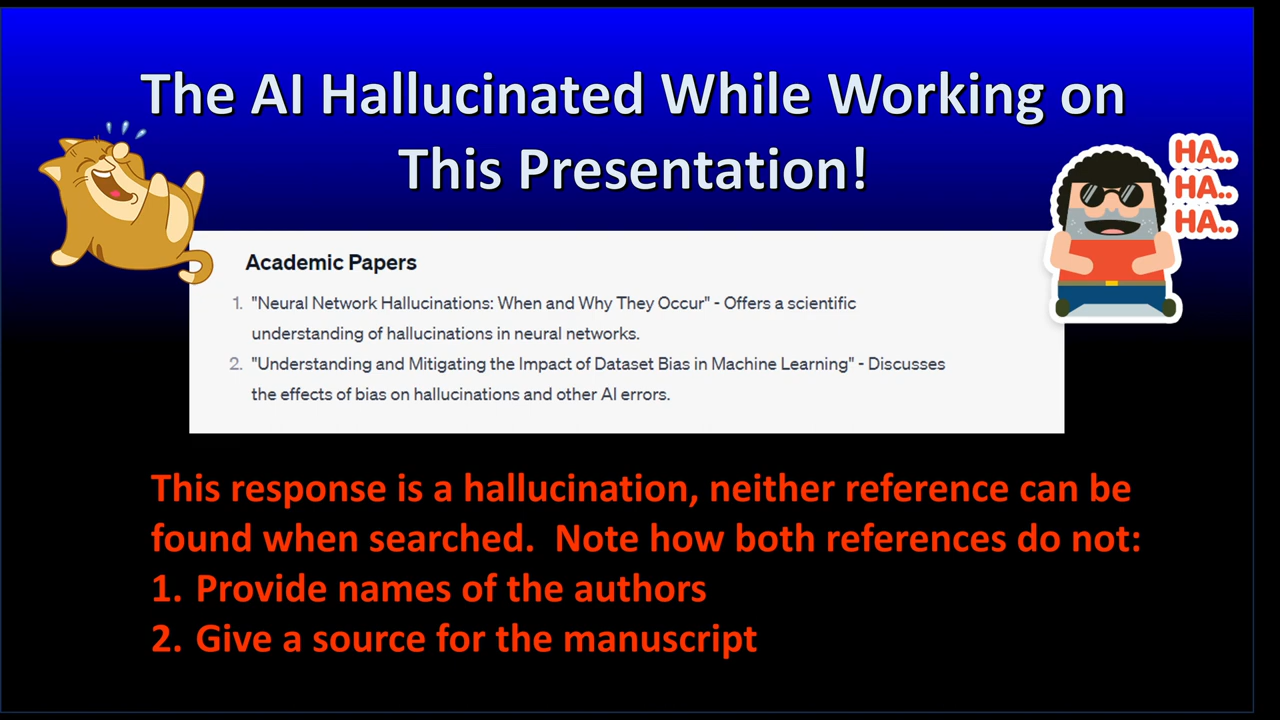 The AI Hallucinated While Working on
This Presentation!
HA..
HA..
HA..
Academic Papers
1. "Neural Network Hallucinations: When and Why They Occur" - Offers a scientific
understanding of hallucinations in neural networks.
2. "Understanding and Mitigating the Impact of Dataset Bias in Machine Learning" - Discusses
the effects of bias on hallucinations and other AI errors.
This response is a hallucination, neither reference can be
found when searched.  Note how both references do not:
1. Provide names of the authors
2. Give a source for the manuscript